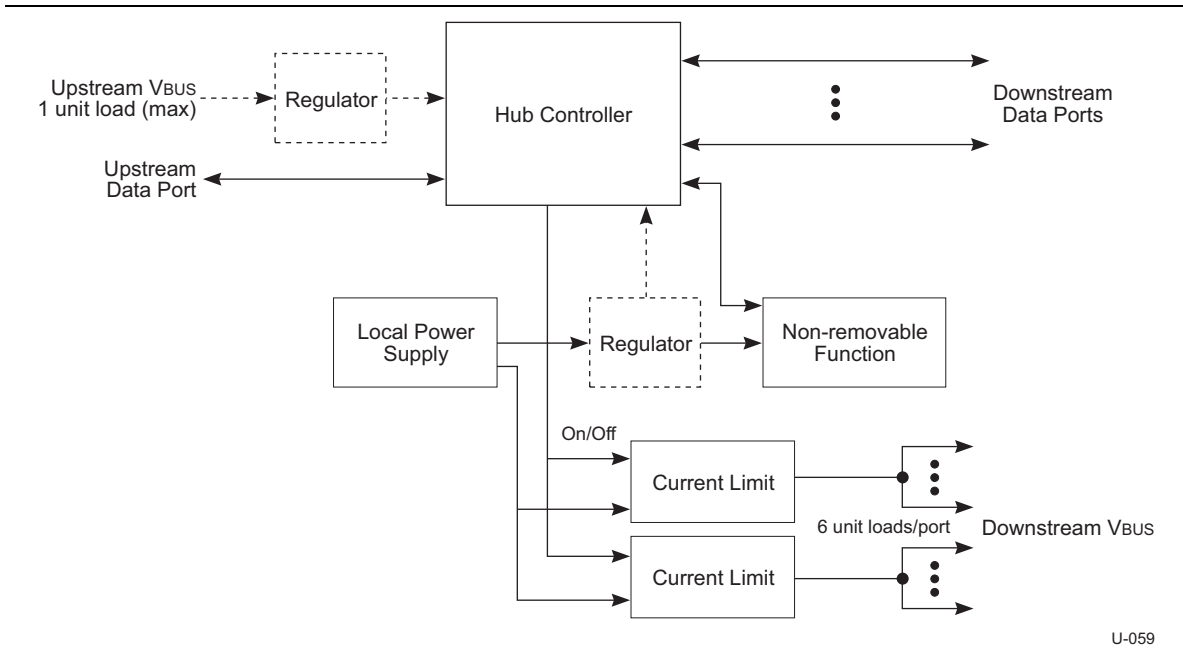 Upstream VBUS
1 unit load (max)
Regulator
Hub Controller
Downstream
Data Ports
Upstream
Data Port
Local Power
Supply
Regulator
Non-removable
Function
On/Off
Current Limit
6 unit loads/port
Downstream VBUS
Current Limit
U-059